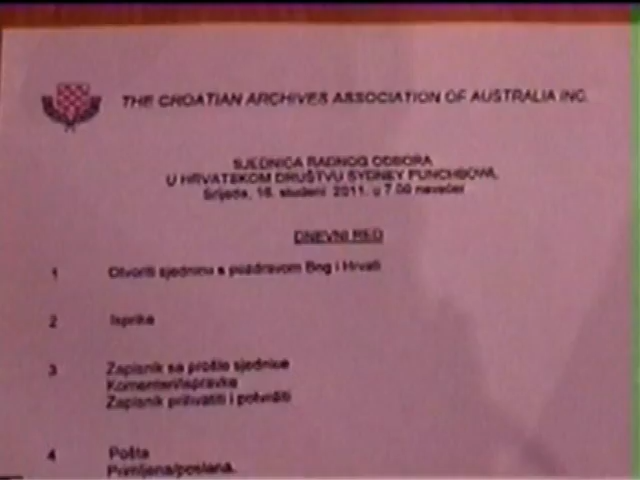 THE CROATIAN ARCHIVES ASSOCIATION OF AUSTRALIA INC.
SJEDNICA RADNOG ODBORA
U HRVATSKOM DRUŠTVU SYDNEY PUNCHBOWL
Srijeda, 16. studeni 2011. u 7.00 navečer
DNEVNI RED
1 Otvoriti sjednicu s pozdravom Bog i Hrvati
2 Isprika
3 Zapisnik sa prošle sjednice
Komentari/ispravke
Zapisnik prihvatiti i potvrditi
4 Pošta
Primljena/poslana.